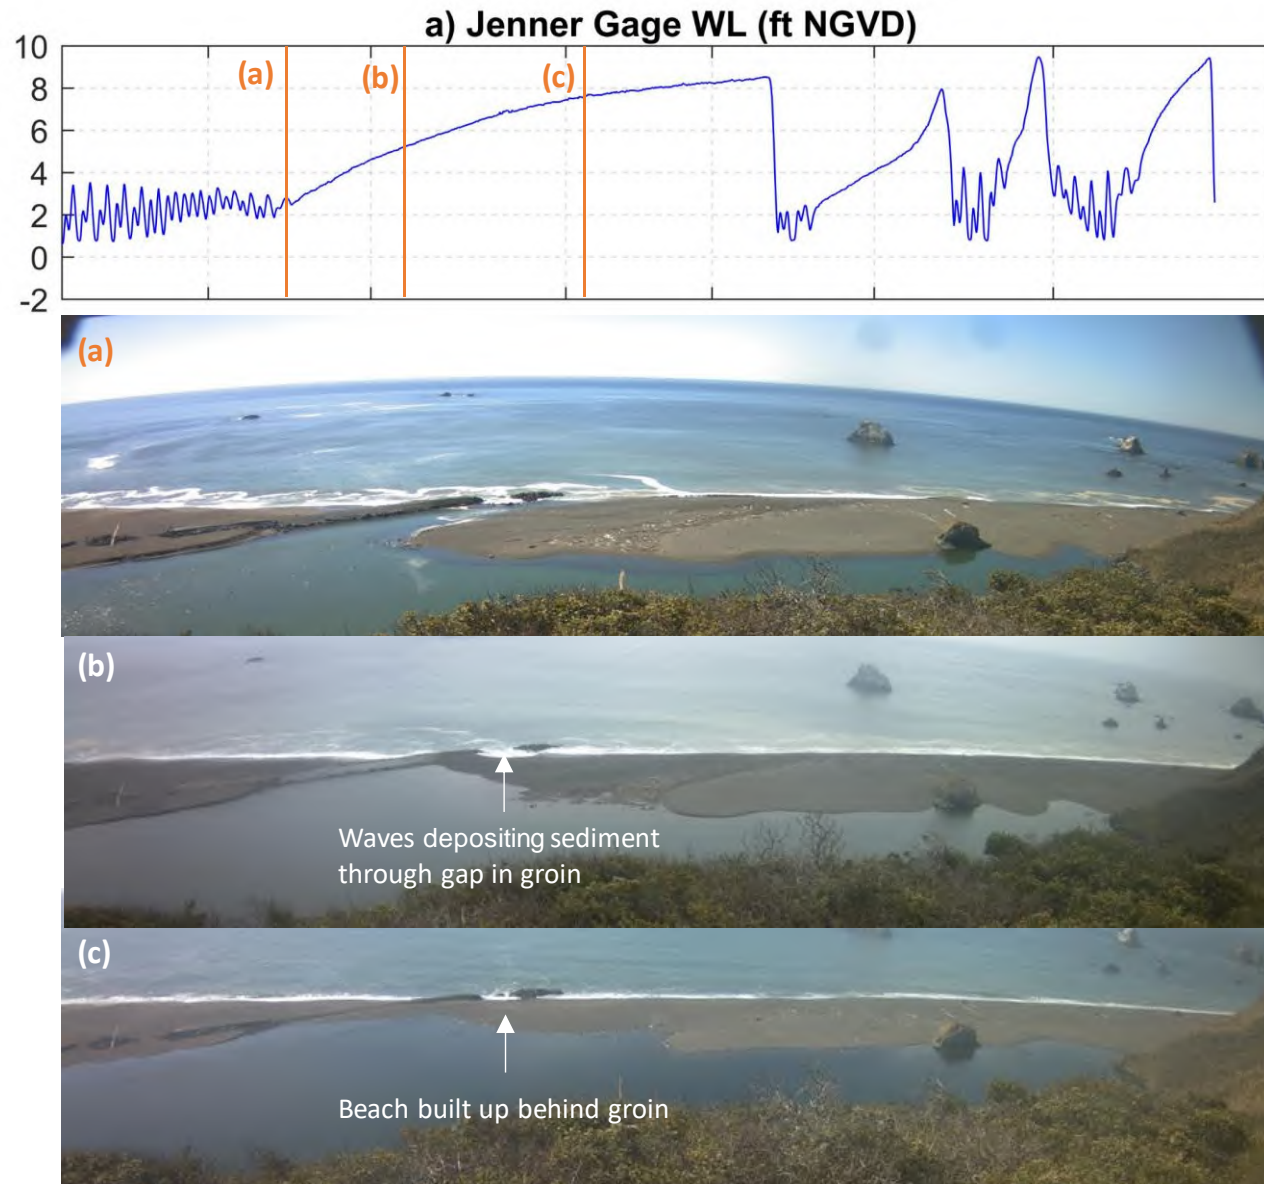 a) Jenner Gage WL (ft NGVD)
10
8
6
4
2
0
-2
(a)
(b)
(c)
(a)
(b)
Waves depositing sediment
through gap in groin
(c)
Beach built up behind groin